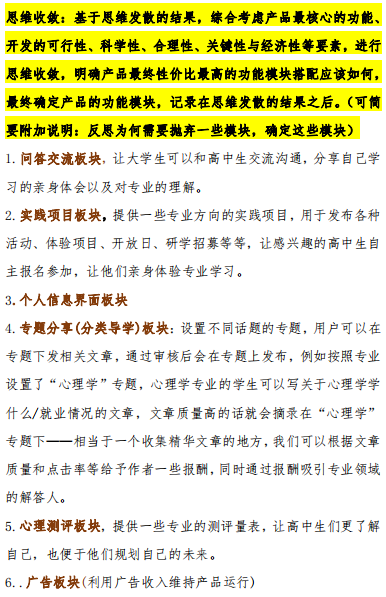 思维收敛：基于思维发散的结果，综合考虑产品最核心的功能、
开发的可行性、科学性、合理性、关键性与经济性等要素，进行
思维收敛，明确产品最终性价比最高的功能模块搭配应该如何，
最终确定产品的功能模块，记录在思维发散的结果之后。（可简
要附加说明：反思为何需要抛弃一些模块，确定这些模块）
1. 问答交流板块，让大学生可以和高中生交流沟通，分享自己学
习的亲身体会以及对专业的理解。
2. 实践项目板块，提供一些专业方向的实践项目，用于发布各种
活动、体验项目、开放日、研学招募等等，让感兴趣的高中生自
主报名参加，让他们亲身体验专业学习。
3. 个人信息界面板块
4. 专题分享(分类导学)板块：设置不同话题的专题，用户可以在
专题下发相关文章，通过审核后会在专题上发布，例如按照专业
设置了“心理学”专题，心理学专业的学生可以写关于心理学学
什么/就业情况的文章，文章质量高的话就会摘录在“心理学”
专题下——相当于一个收集精华文章的地方，我们可以根据文章
质量和点击率等给予作者一些报酬，同时通过报酬吸引专业领域
的解答人。
5. 心理测评板块，提供一些专业的测评量表，让高中生们更了解
自己，也便于他们规划自己的未来。
6. . 广告板块(利用广告收入维持产品运行)